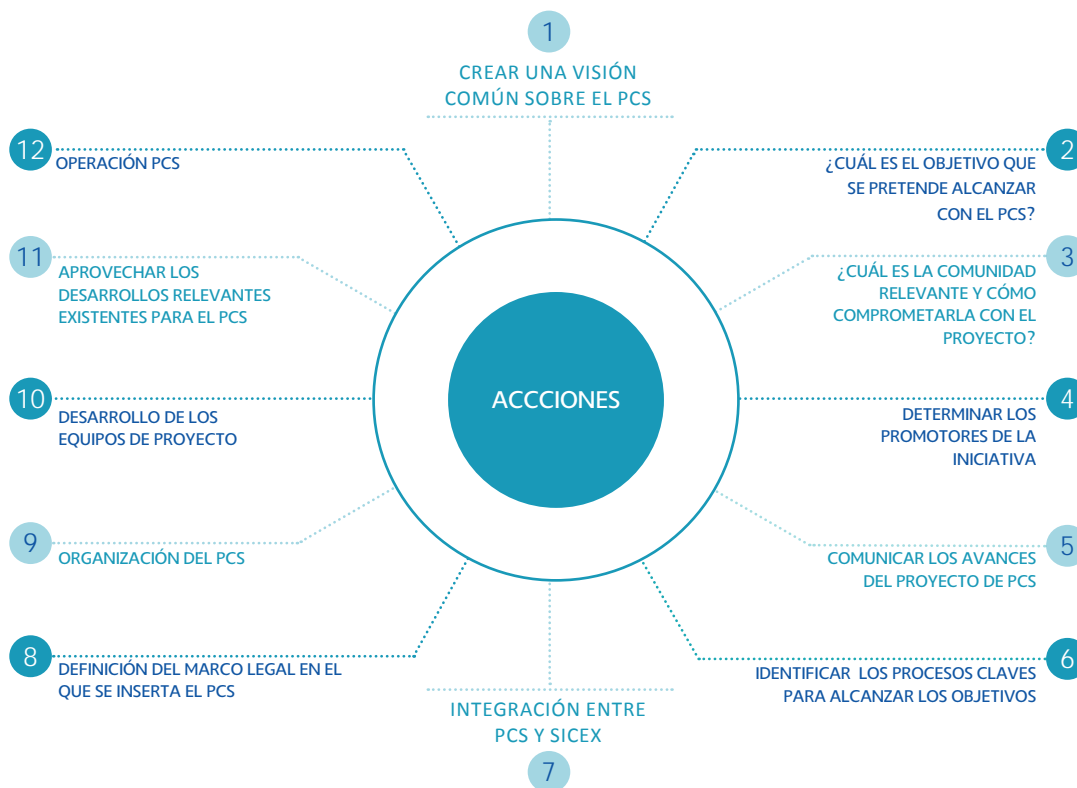 1
CREAR UNA VISIÓN
COMÚN SOBRE EL PCS
2
¿CUÁL ES EL OBJETIVO QUE
SE PRETENDE ALCANZAR
CON EL PCS?
3
¿CUÁL ES LA COMUNIDAD
RELEVANTE Y CÓMO
COMPROMETARLA CON EL
PROYECTO?
4
DETERMINAR LOS
PROMOTORES DE LA
INICIATIVA
5
COMUNICAR LOS AVANCES
DEL PROYECTO DE PCS
6
IDENTIFICAR LOS PROCESOS CLAVES
PARA ALCANZAR LOS OBJETIVOS
INTEGRACIÓN ENTRE
PCS Y SICEX
7
8
DEFINICIÓN DEL MARCO LEGAL EN EL
QUE SE INSERTA EL PCS
9
ORGANIZACIÓN DEL PCS
10
DESARROLLO DE LOS
EQUIPOS DE PROYECTO
11
APROVECHAR LOS
DESARROLLOS RELEVANTES
EXISTENTES PARA EL PCS
12
OPERACIÓN PCS
ACCCIONES